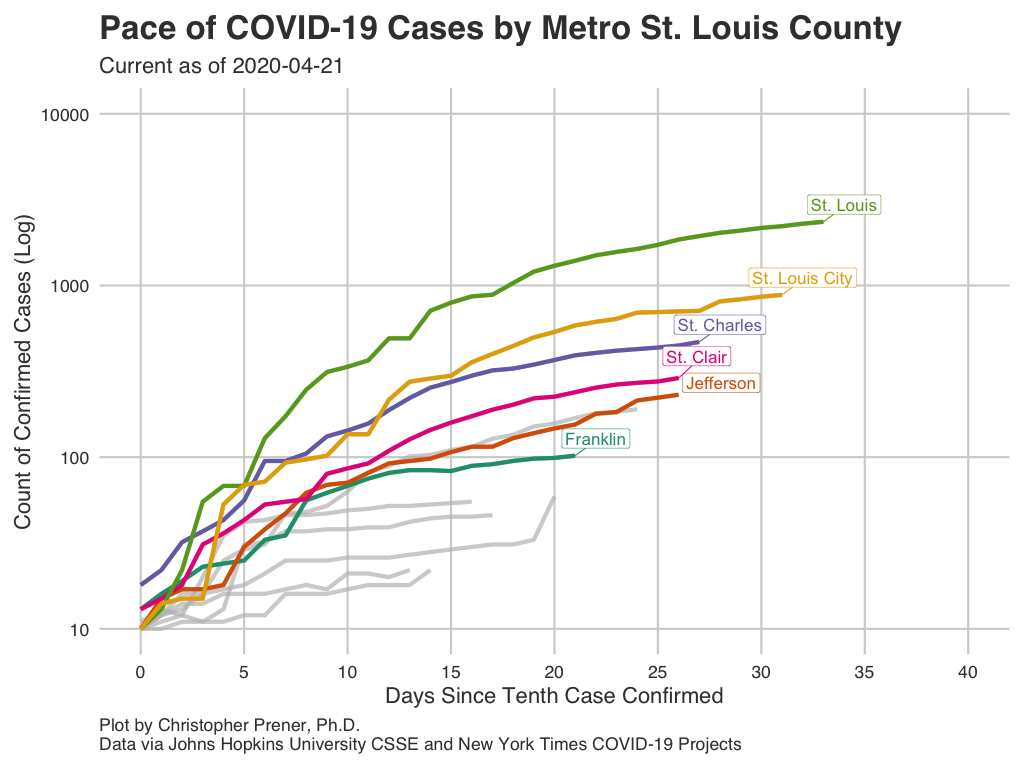 Pace of COVID-19 Cases by Metro St. Louis County
Current as of 2020-04-21
Count of Confirmed Cases (Log)
10000
1000
100
10
St. Louis
St. Louis City
St. Charles
St. Clair
Jefferson
Franklin
0 5 10 15 20 25 30 35 40
Days Since Tenth Case Confirmed
Plot by Christopher Prener, Ph.D.
Data via Johns Hopkins University CSSE and New York Times COVID-19 Projects